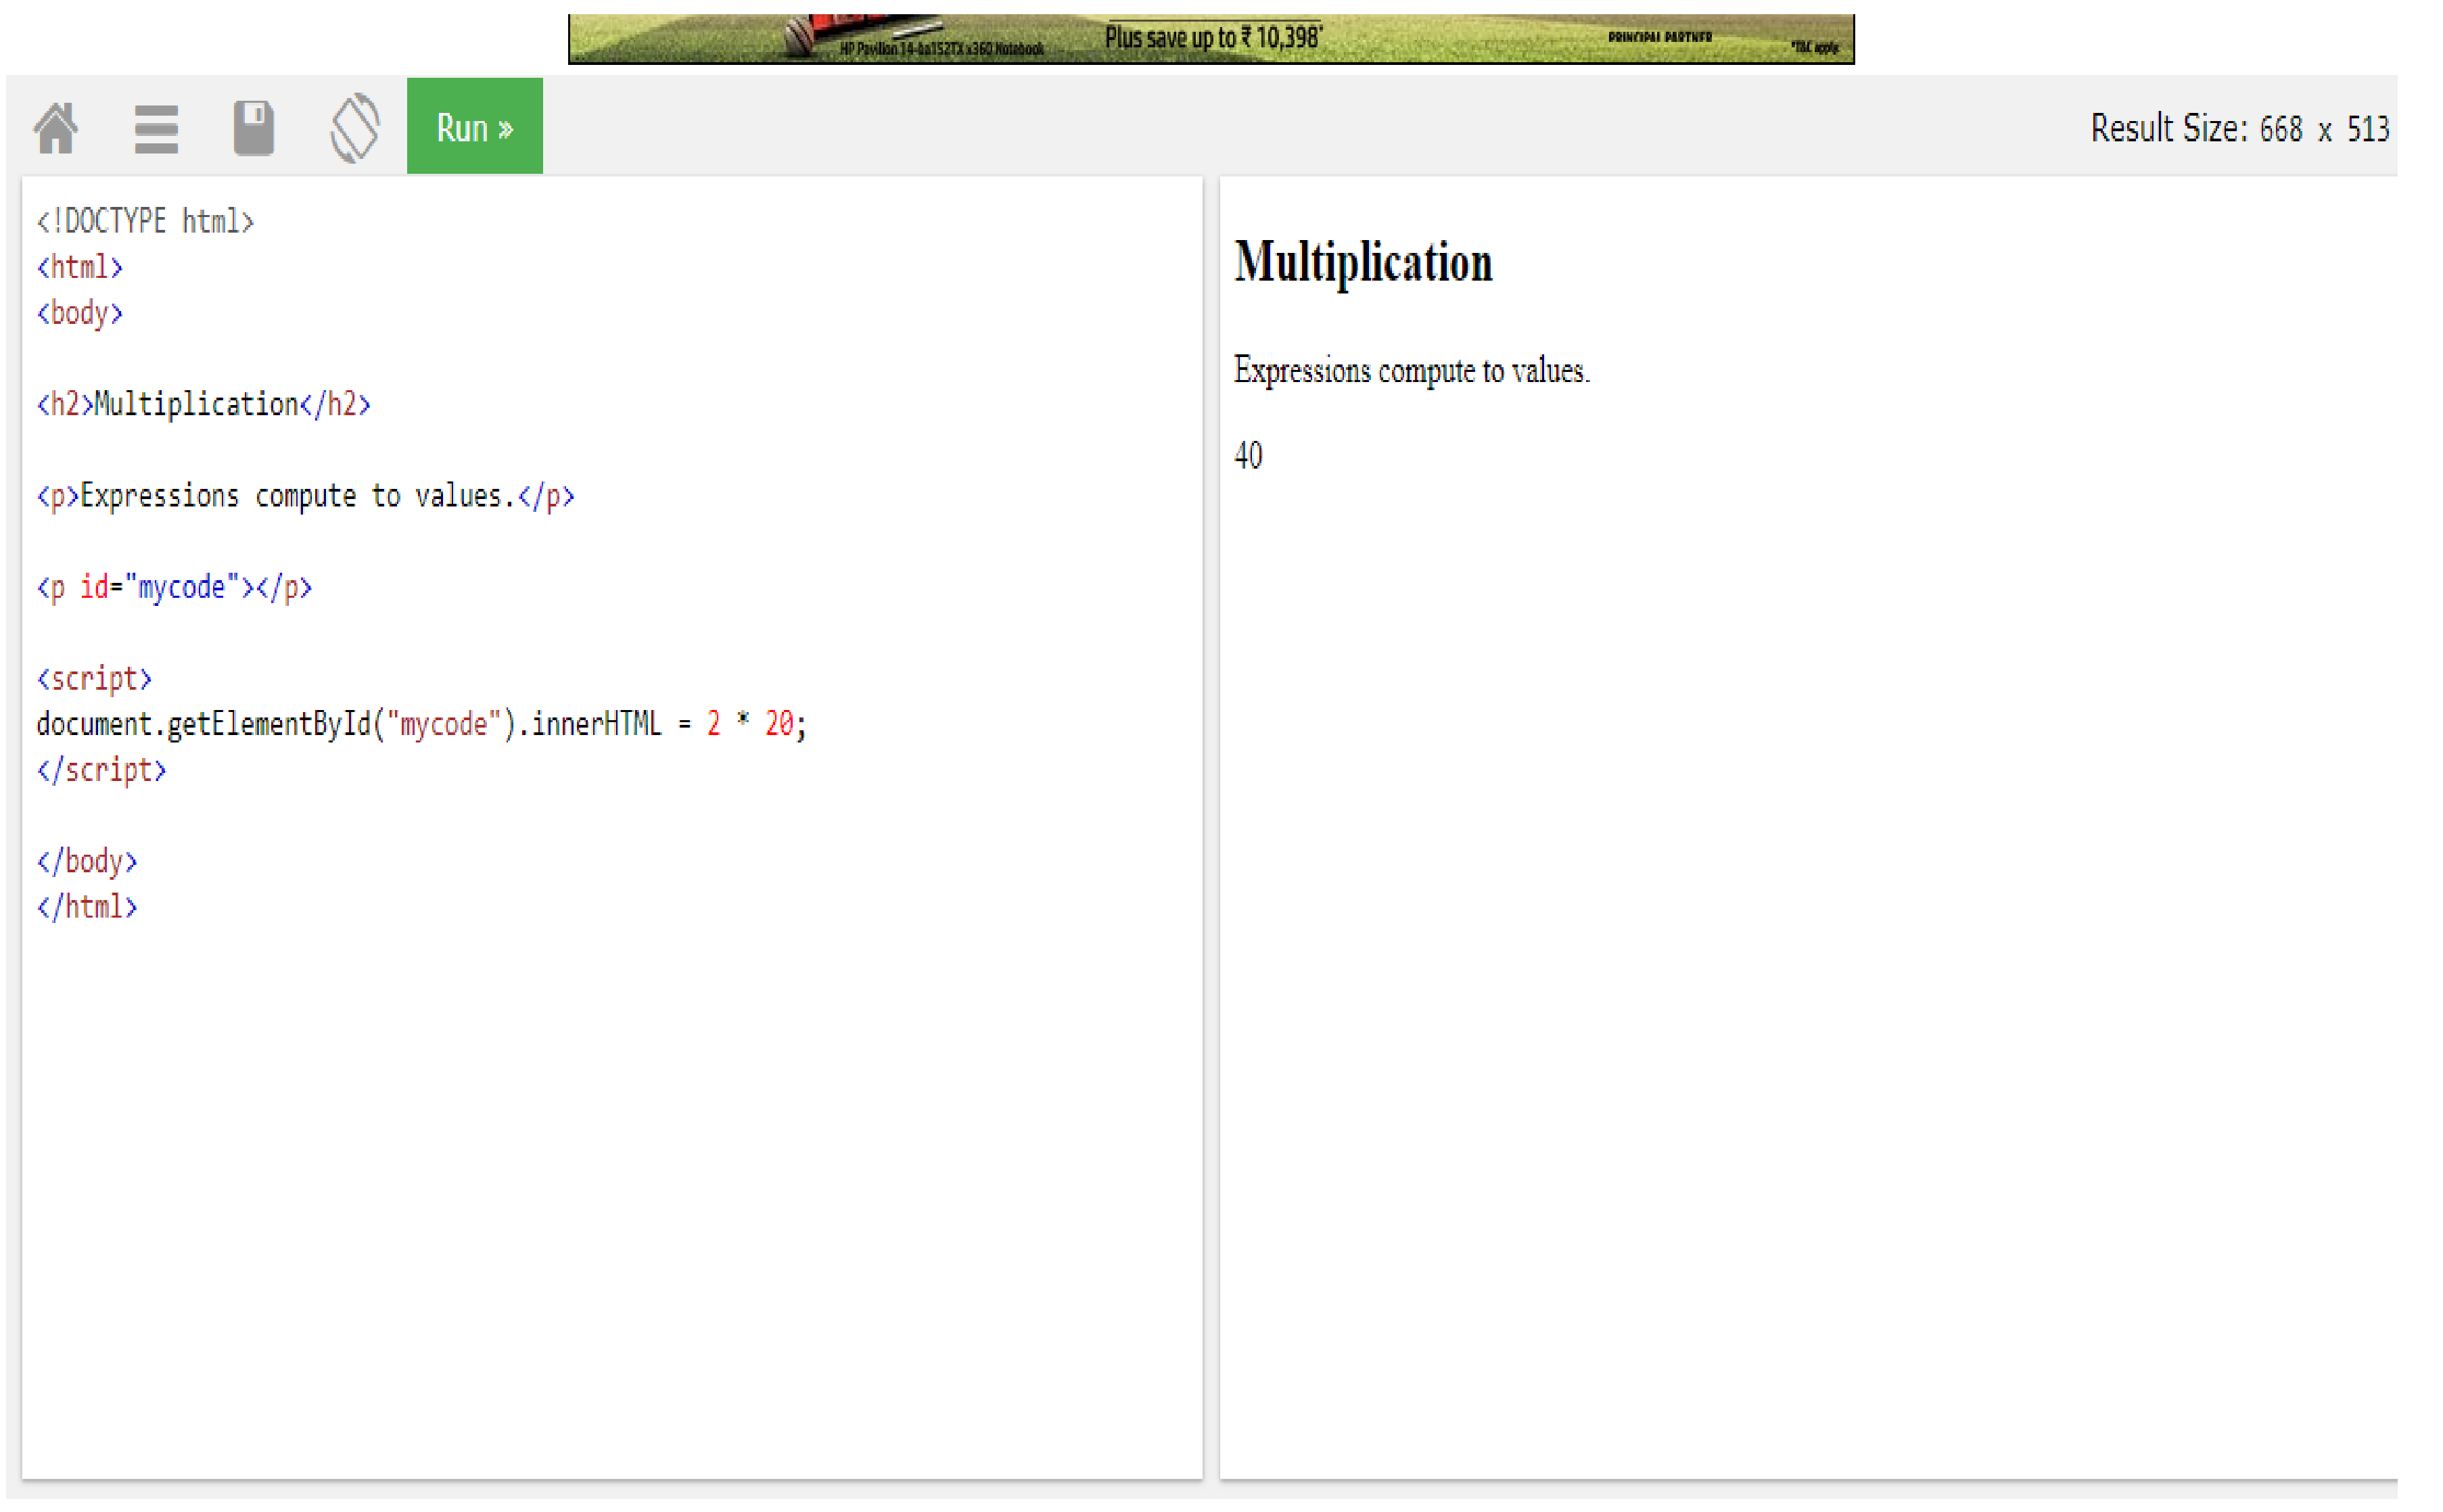 HP Pavilion 14-ba152TX x360 Notebook
Plus save up to ₹ 10,398*
PRINCIPAL PARTNER
*T&C apply.
Run »
Result Size: 668 x 513
<!DOCTYPE html>
<html>
<body>
<h2>Multiplication</h2>
<p>Expressions compute to values.</p>
<p id="mycode"></p>
<script>
document.getElementById("mycode").innerHTML = 2 * 20;
</script>
</body>
</html>
Multiplication
Expressions compute to values.
40